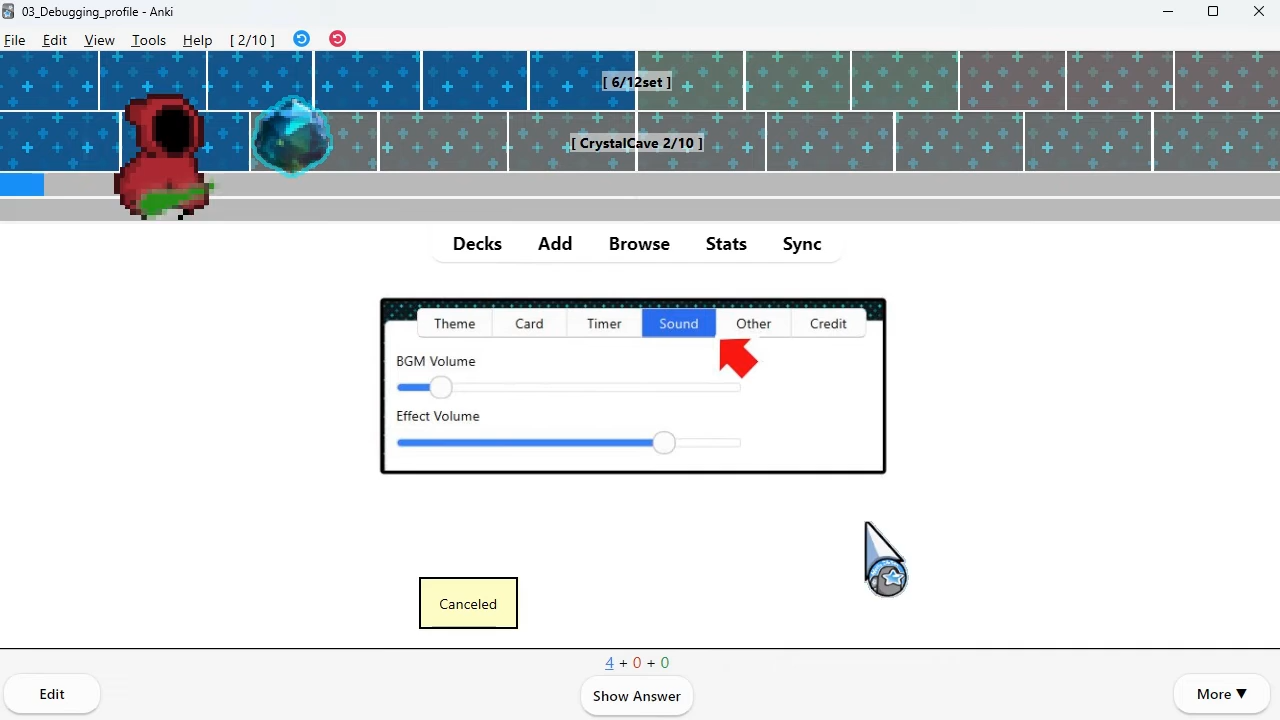 03_Debugging_profile - Anki
File Edit View Tools Help [ 2/10 ]
[ 6/12set ]
[ CrystalCave 2/10 ]
Decks Add Browse Stats Sync
Theme Card Timer Sound Other Credit
BGM Volume
Effect Volume
Canceled
4 + 0 + 0
Edit Show Answer More ▼